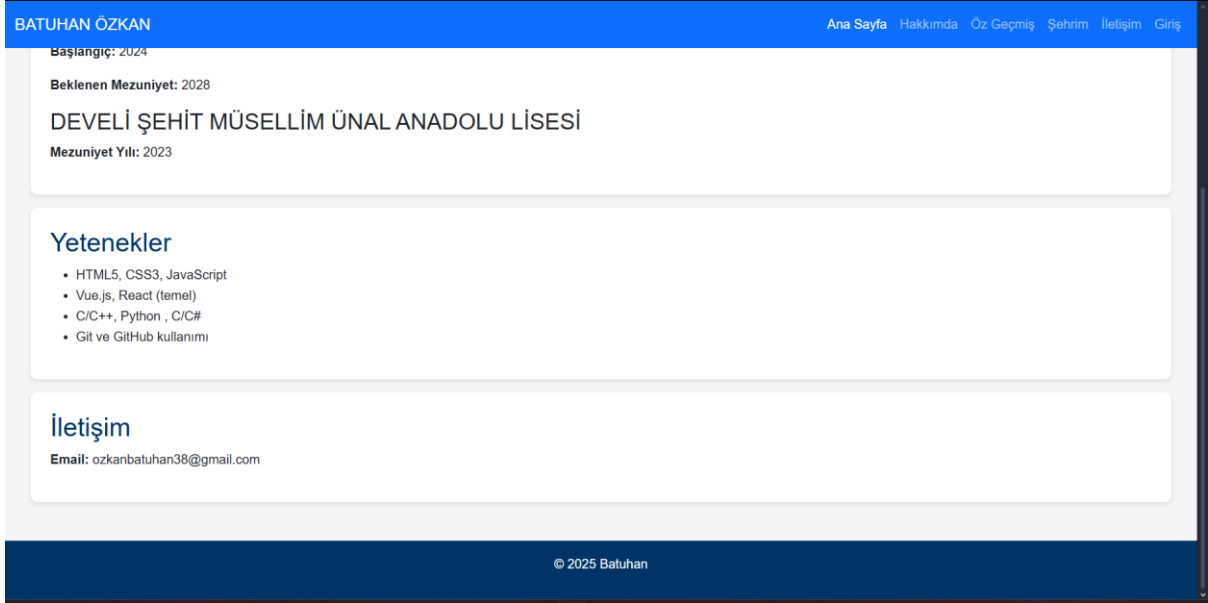 BATUHAN ÖZKAN
Ana Sayfa Hakkımda Öz Geçmiş Şehrim İletişim Giriş
Başlangıç: 2024
Beklenen Mezuniyet: 2028
DEVELİ ŞEHİT MÜSELLİM ÜNAL ANADOLU LİSESİ
Mezuniyet Yılı: 2023
Yetenekler
• HTML5, CSS3, JavaScript
• Vue.js, React (temel)
• C/C++, Python , C/C#
• Git ve GitHub kullanımı
İletişim
Email: ozkanbatuhan38@gmail.com
© 2025 Batuhan